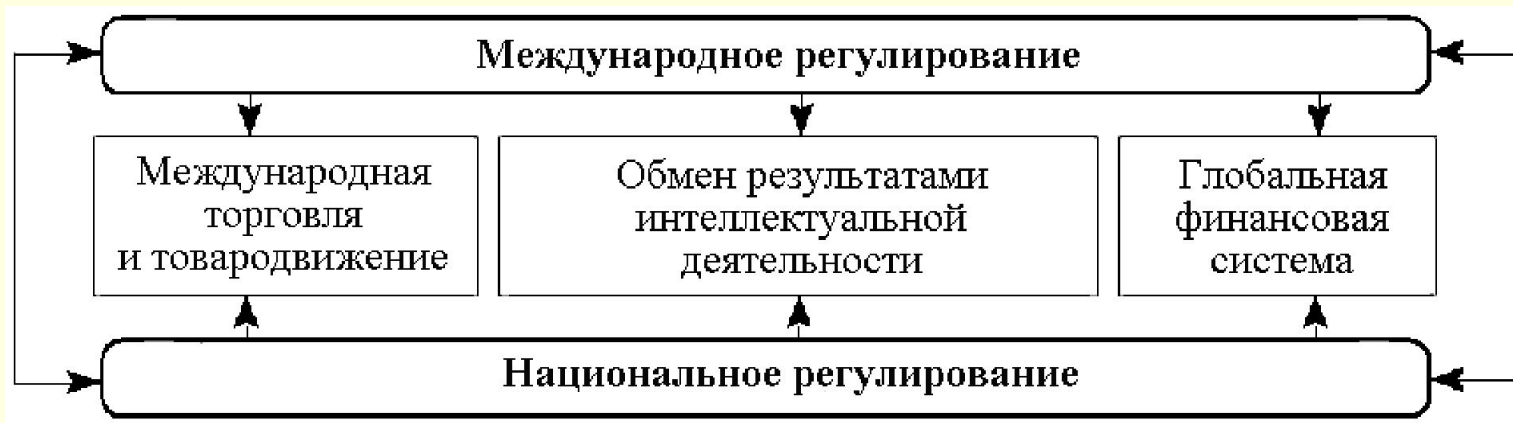 Международное регулирование
Международная
торговля
и товародвижение
Обмен результатами
интеллектуальной
деятельности
Глобальная
финансовая
система
Национальное регулирование